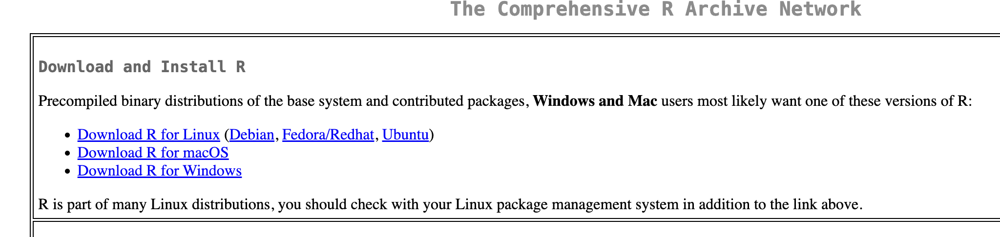 The Comprehensive R Archive Network
Download and Install R
Precompiled binary distributions of the base system and contributed packages, Windows and Mac users most likely want one of these versions of R:
• Download R for Linux (Debian, Fedora/Redhat, Ubuntu)
• Download R for macOS
• Download R for Windows
R is part of many Linux distributions, you should check with your Linux package management system in addition to the link above.